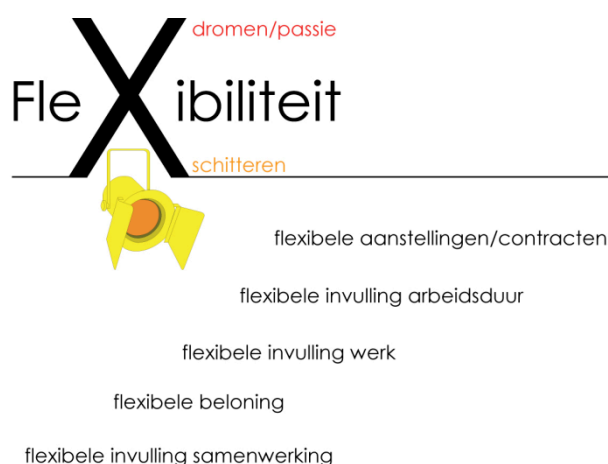 dromen/passie
FleXibiliteit
schitteren
flexibele aanstellingen/contracten
flexibele invulling arbeidsduur
flexibele invulling werk
flexibele beloning
flexibele invulling samenwerking